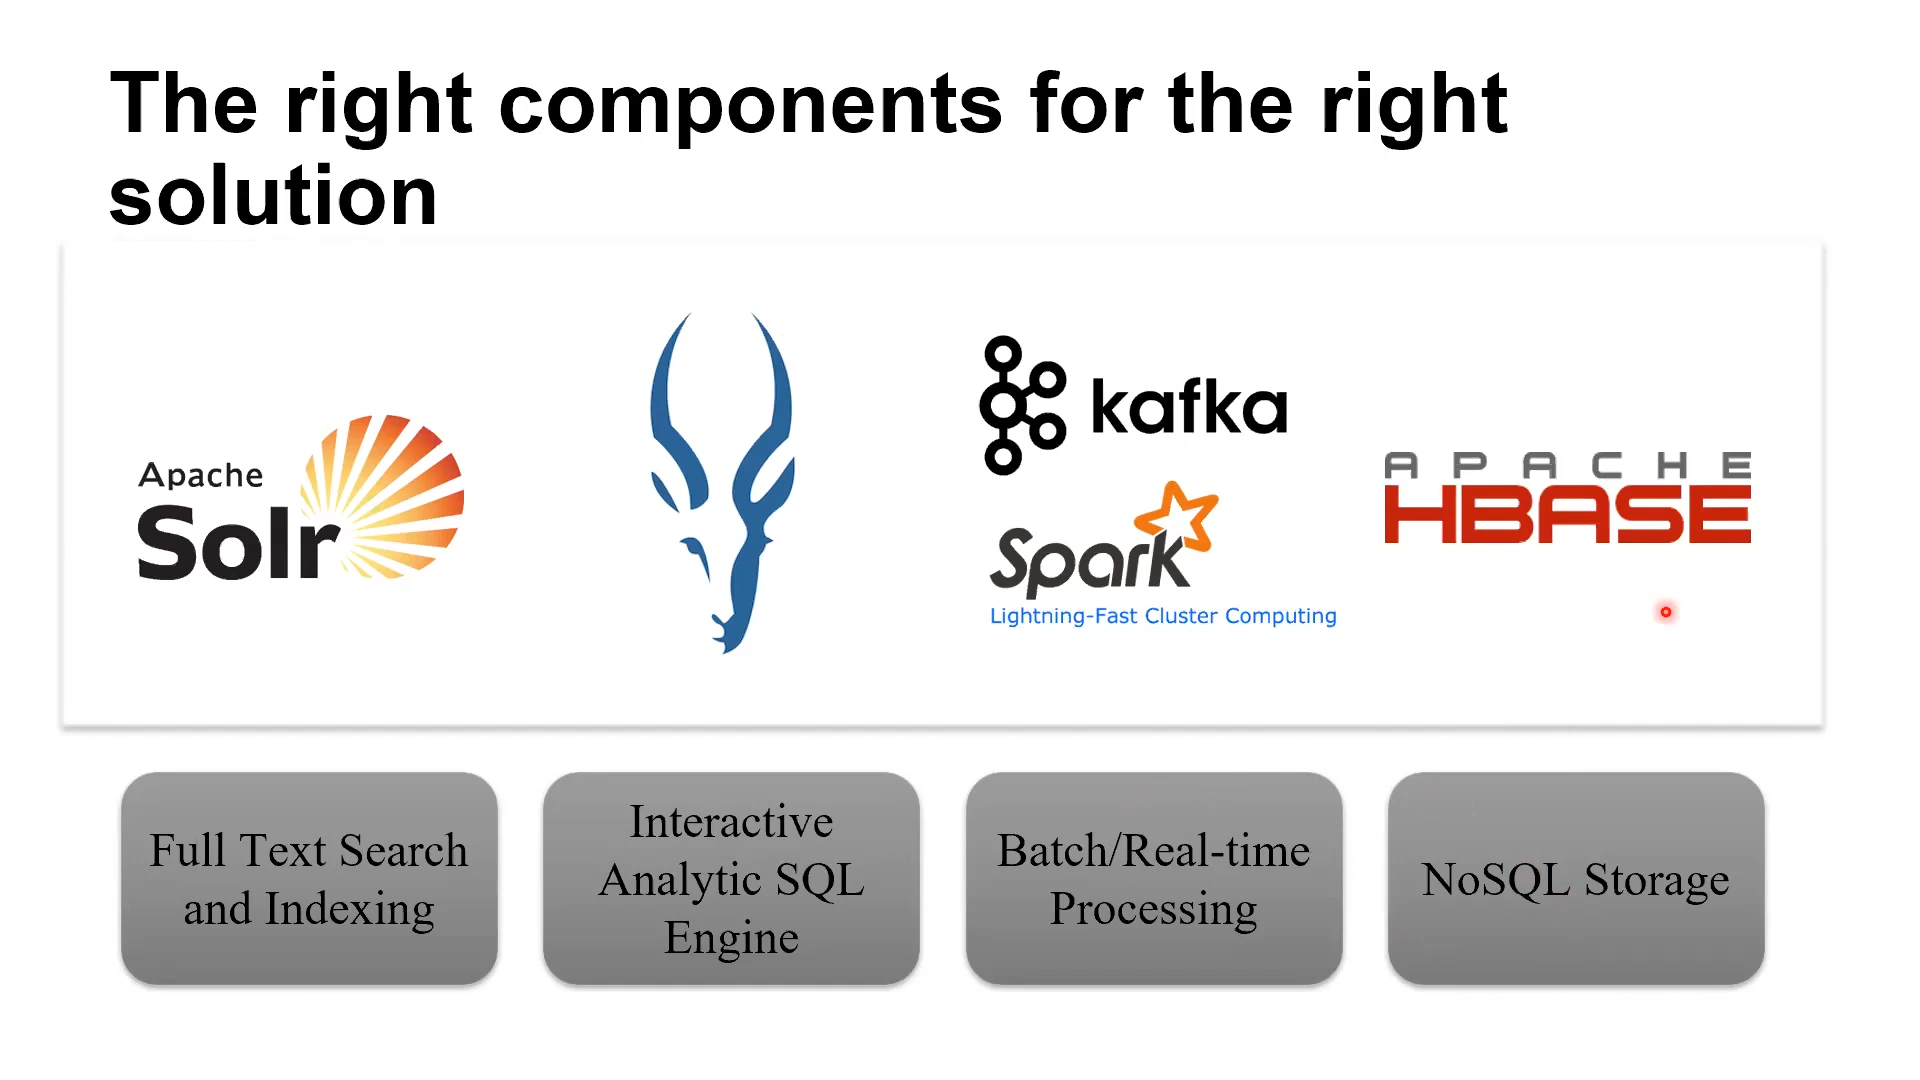 The right components for the right
solution
Apache
Solr
kafka
Spark
Lightning-Fast Cluster Computing
APACHE
HBASE
Full Text Search
and Indexing
Interactive
Analytic SQL
Engine
Batch/Real-time
Processing
NoSQL Storage